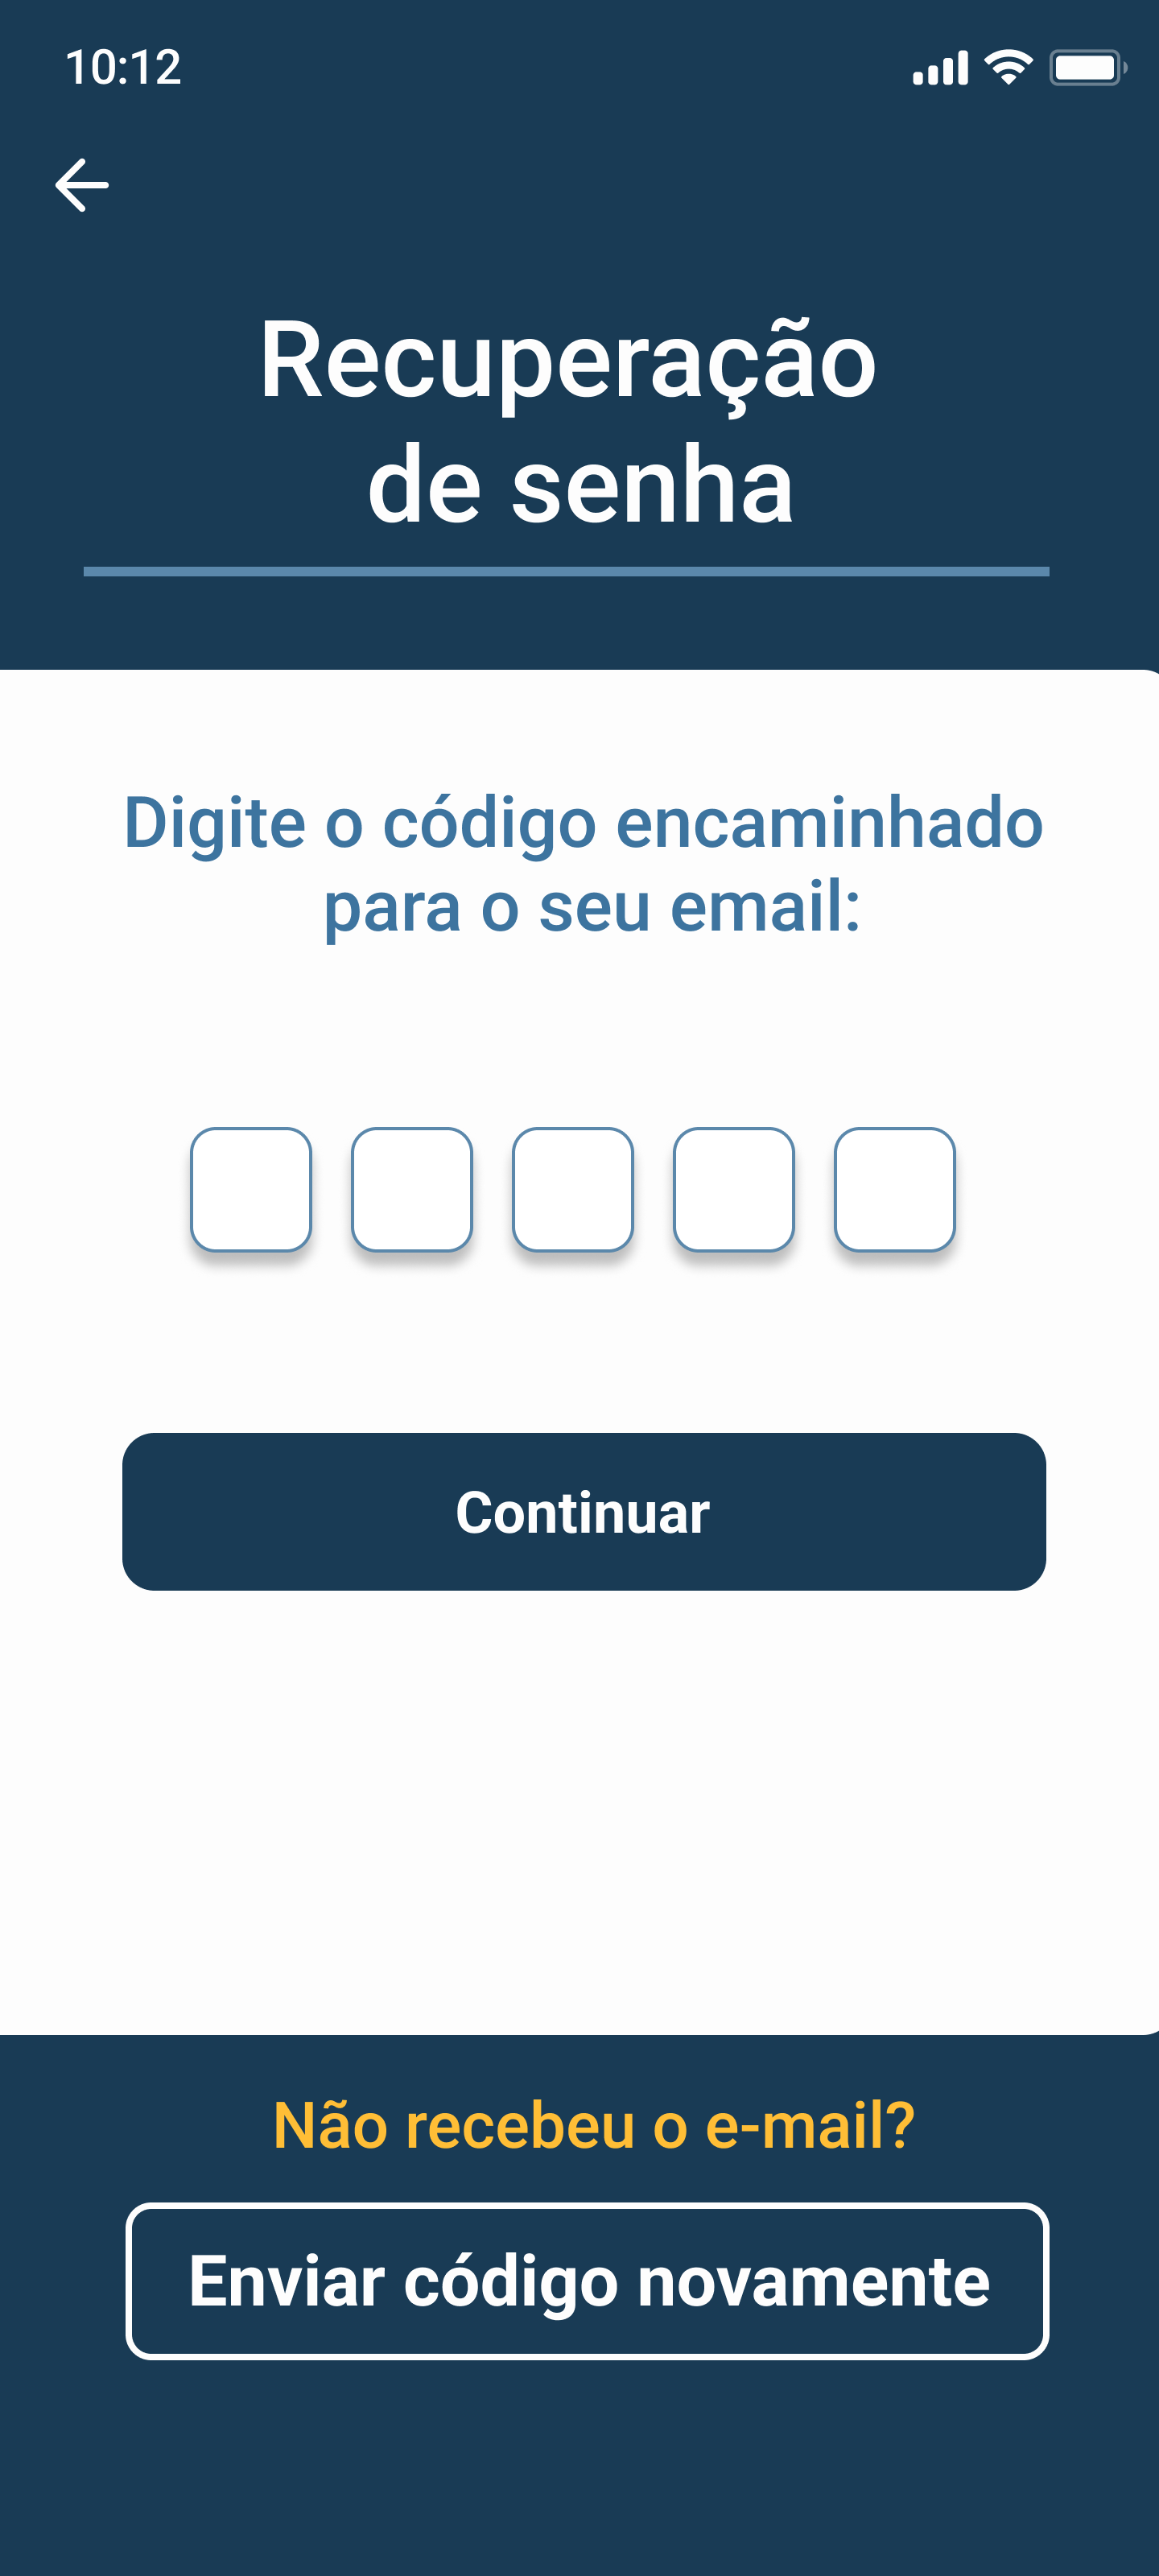 10:12
Recuperação
de senha
Digite o código encaminhado
para o seu email:
Continuar
Não recebeu o e-mail?
Enviar código novamente